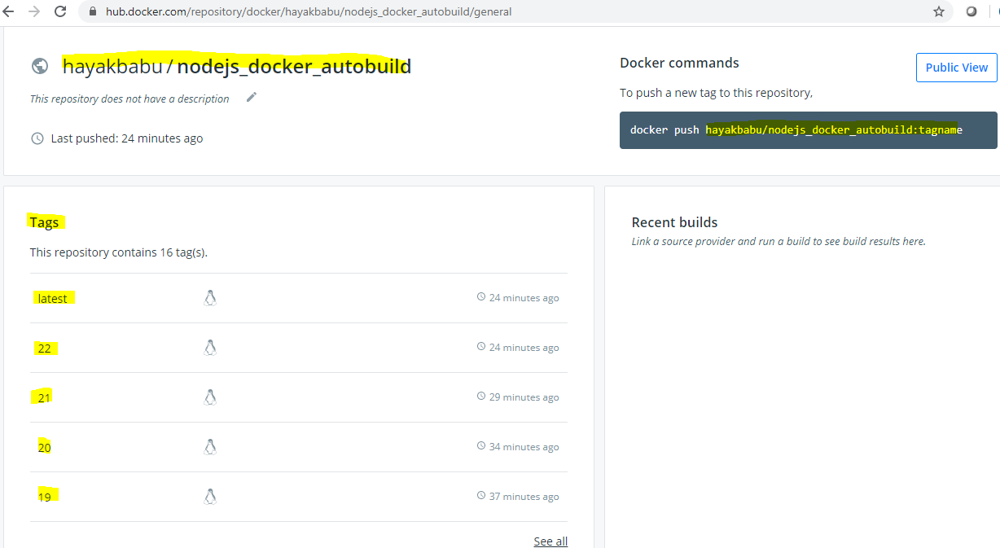 hub.docker.com/repository/docker/hayakbabu/nodejs_docker_autobuild/general
hayakbabu / nodejs_docker_autobuild
This repository does not have a description
Last pushed: 24 minutes ago
Docker commands
Public View
To push a new tag to this repository,
docker push hayakbabu/nodejs_docker_autobuild:tagname
Tags
This repository contains 16 tag(s).
latest 24 minutes ago
22 24 minutes ago
21 29 minutes ago
20 34 minutes ago
19 37 minutes ago
See all
Recent builds
Link a source provider and run a build to see build results here.